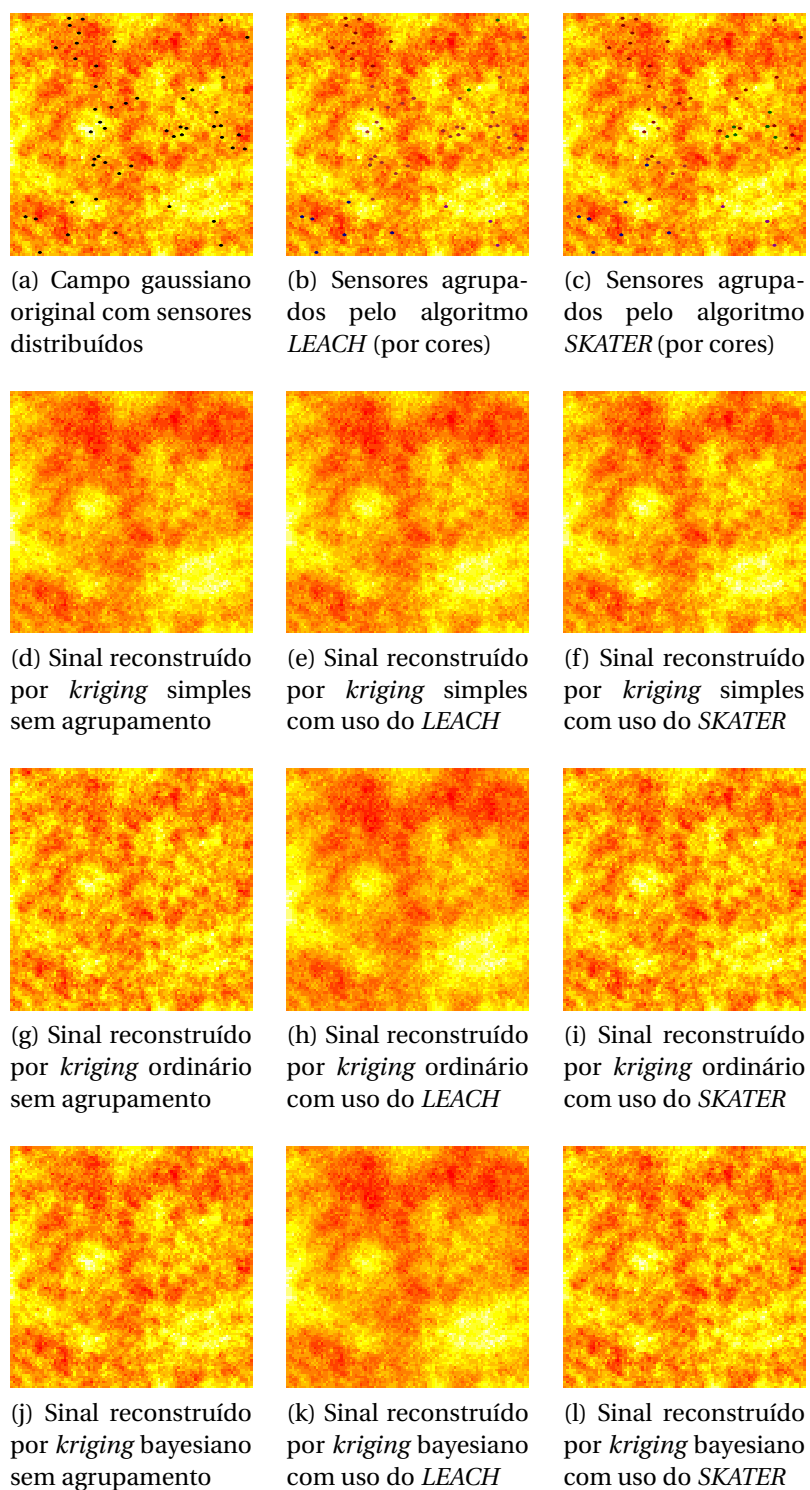 (a) Campo gaussiano
original com sensores
distribuídos
(b) Sensores agrupa-
dos pelo algoritmo
LEACH (por cores)
(c) Sensores agrupa-
dos pelo algoritmo
SKATER (por cores)
(d) Sinal reconstruído
por kriging simples
sem agrupamento
(e) Sinal reconstruído
por kriging simples
com uso do LEACH
(f) Sinal reconstruído
por kriging simples
com uso do SKATER
(g) Sinal reconstruído
por kriging ordinário
sem agrupamento
(h) Sinal reconstruído
por kriging ordinário
com uso do LEACH
(i) Sinal reconstruído
por kriging ordinário
com uso do SKATER
(j) Sinal reconstruído
por kriging bayesiano
sem agrupamento
(k) Sinal reconstruído
por kriging bayesiano
com uso do LEACH
(l) Sinal reconstruído
por kriging bayesiano
com uso do SKATER